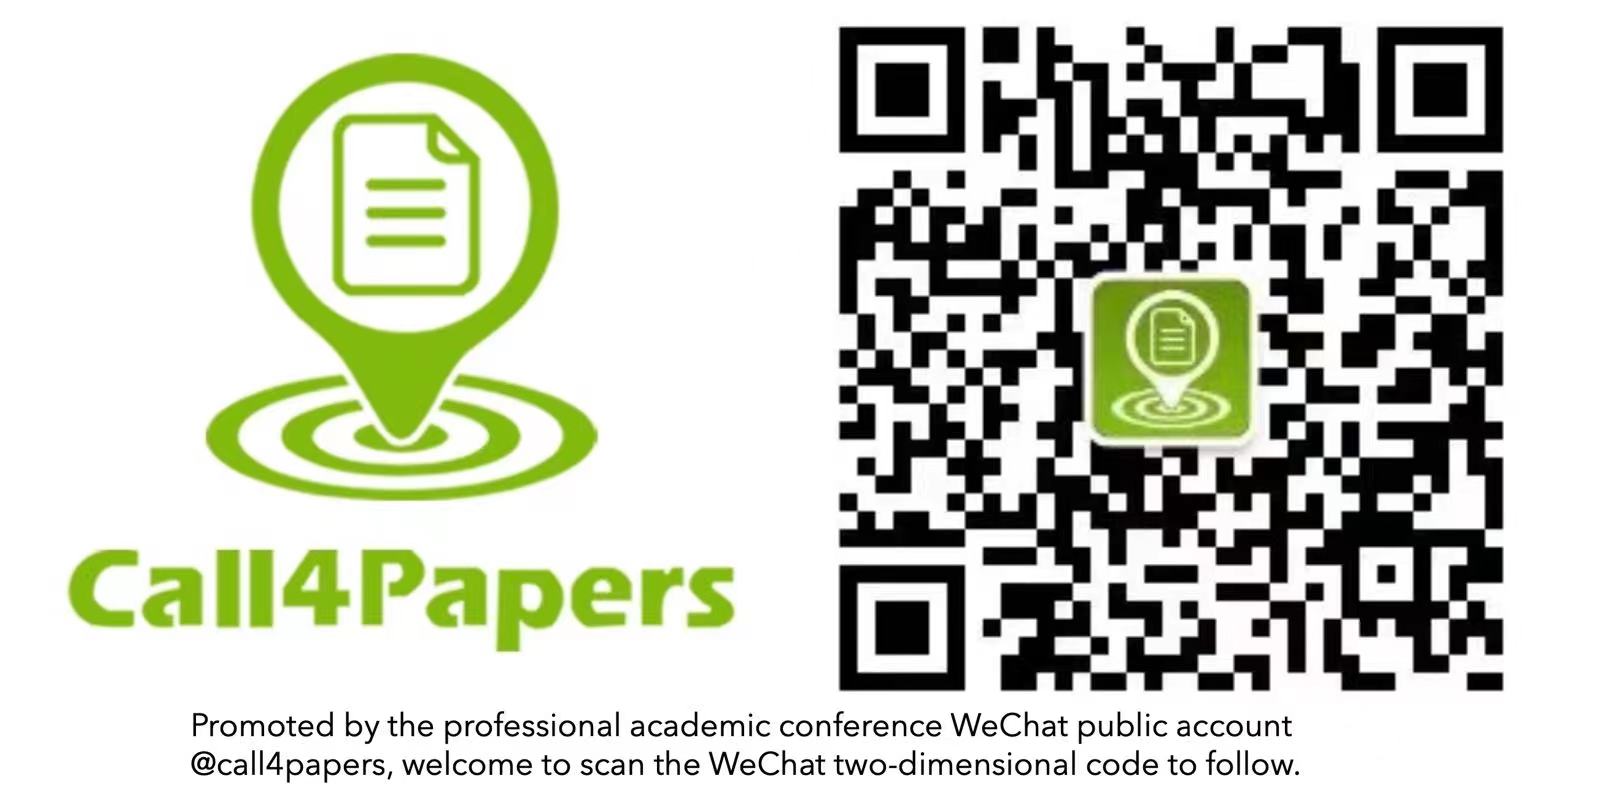 Call4Papers
Promoted by the professional academic conference WeChat public account
@call4papers, welcome to scan the WeChat two-dimensional code to follow.